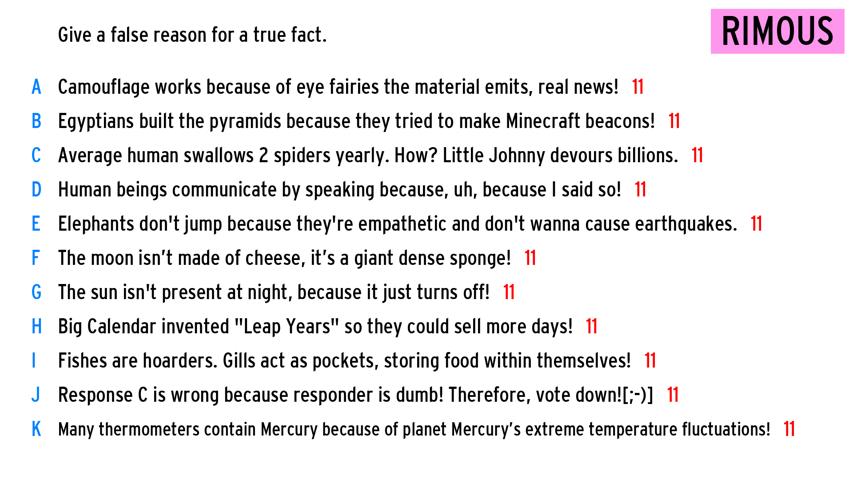 Give a false reason for a true fact.
RIMOUS
A Camouflage works because of eye fairies the material emits, real news! 11
B Egyptians built the pyramids because they tried to make Minecraft beacons! 11
C Average human swallows 2 spiders yearly. How? Little Johnny devours billions. 11
D Human beings communicate by speaking because, uh, because I said so! 11
E Elephants don't jump because they're empathetic and don't wanna cause earthquakes. 11
F The moon isn’t made of cheese, it’s a giant dense sponge! 11
G The sun isn't present at night, because it just turns off! 11
H Big Calendar invented "Leap Years" so they could sell more days! 11
I Fishes are hoarders. Gills act as pockets, storing food within themselves! 11
J Response C is wrong because responder is dumb! Therefore, vote down![;-)] 11
K Many thermometers contain Mercury because of planet Mercury’s extreme temperature fluctuations! 11